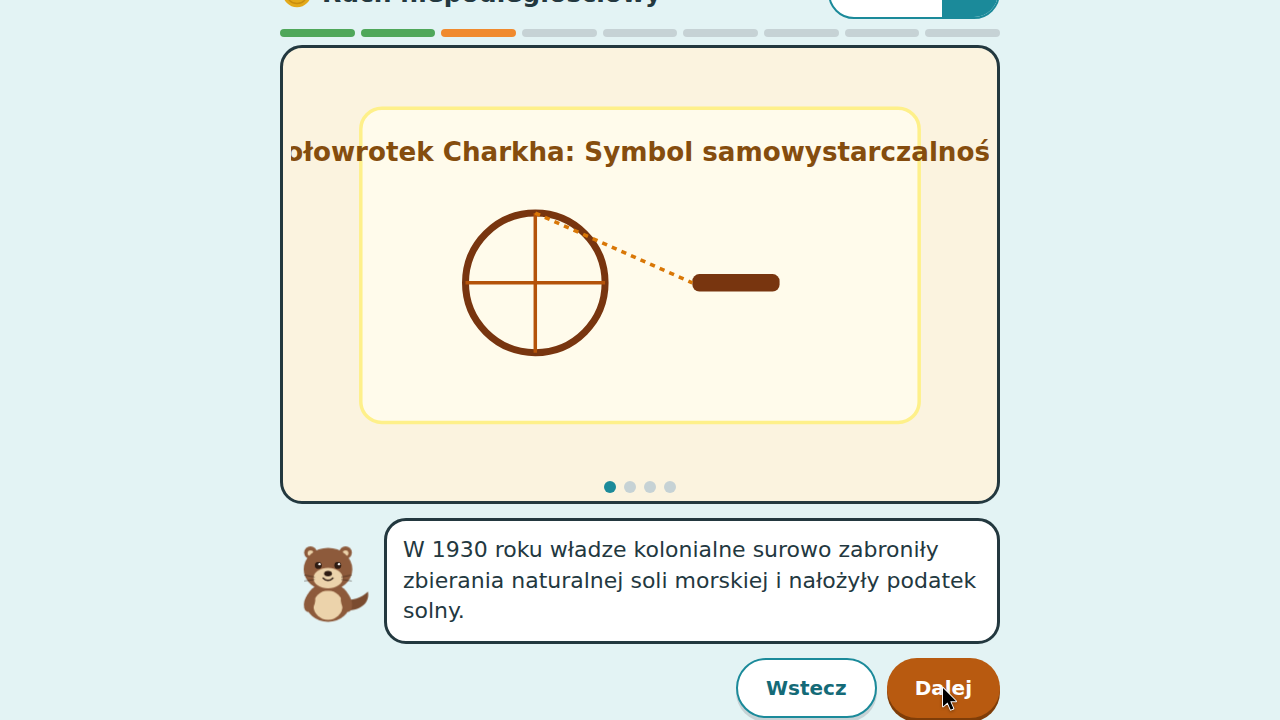 Ruch niepodległościowy
ołowrotek Charkha: Symbol samowystarczalnoś
W 1930 roku władze kolonialne surowo zabroniły
zbierania naturalnej soli morskiej i nałożyły podatek
solny.
Wstecz
Dalej